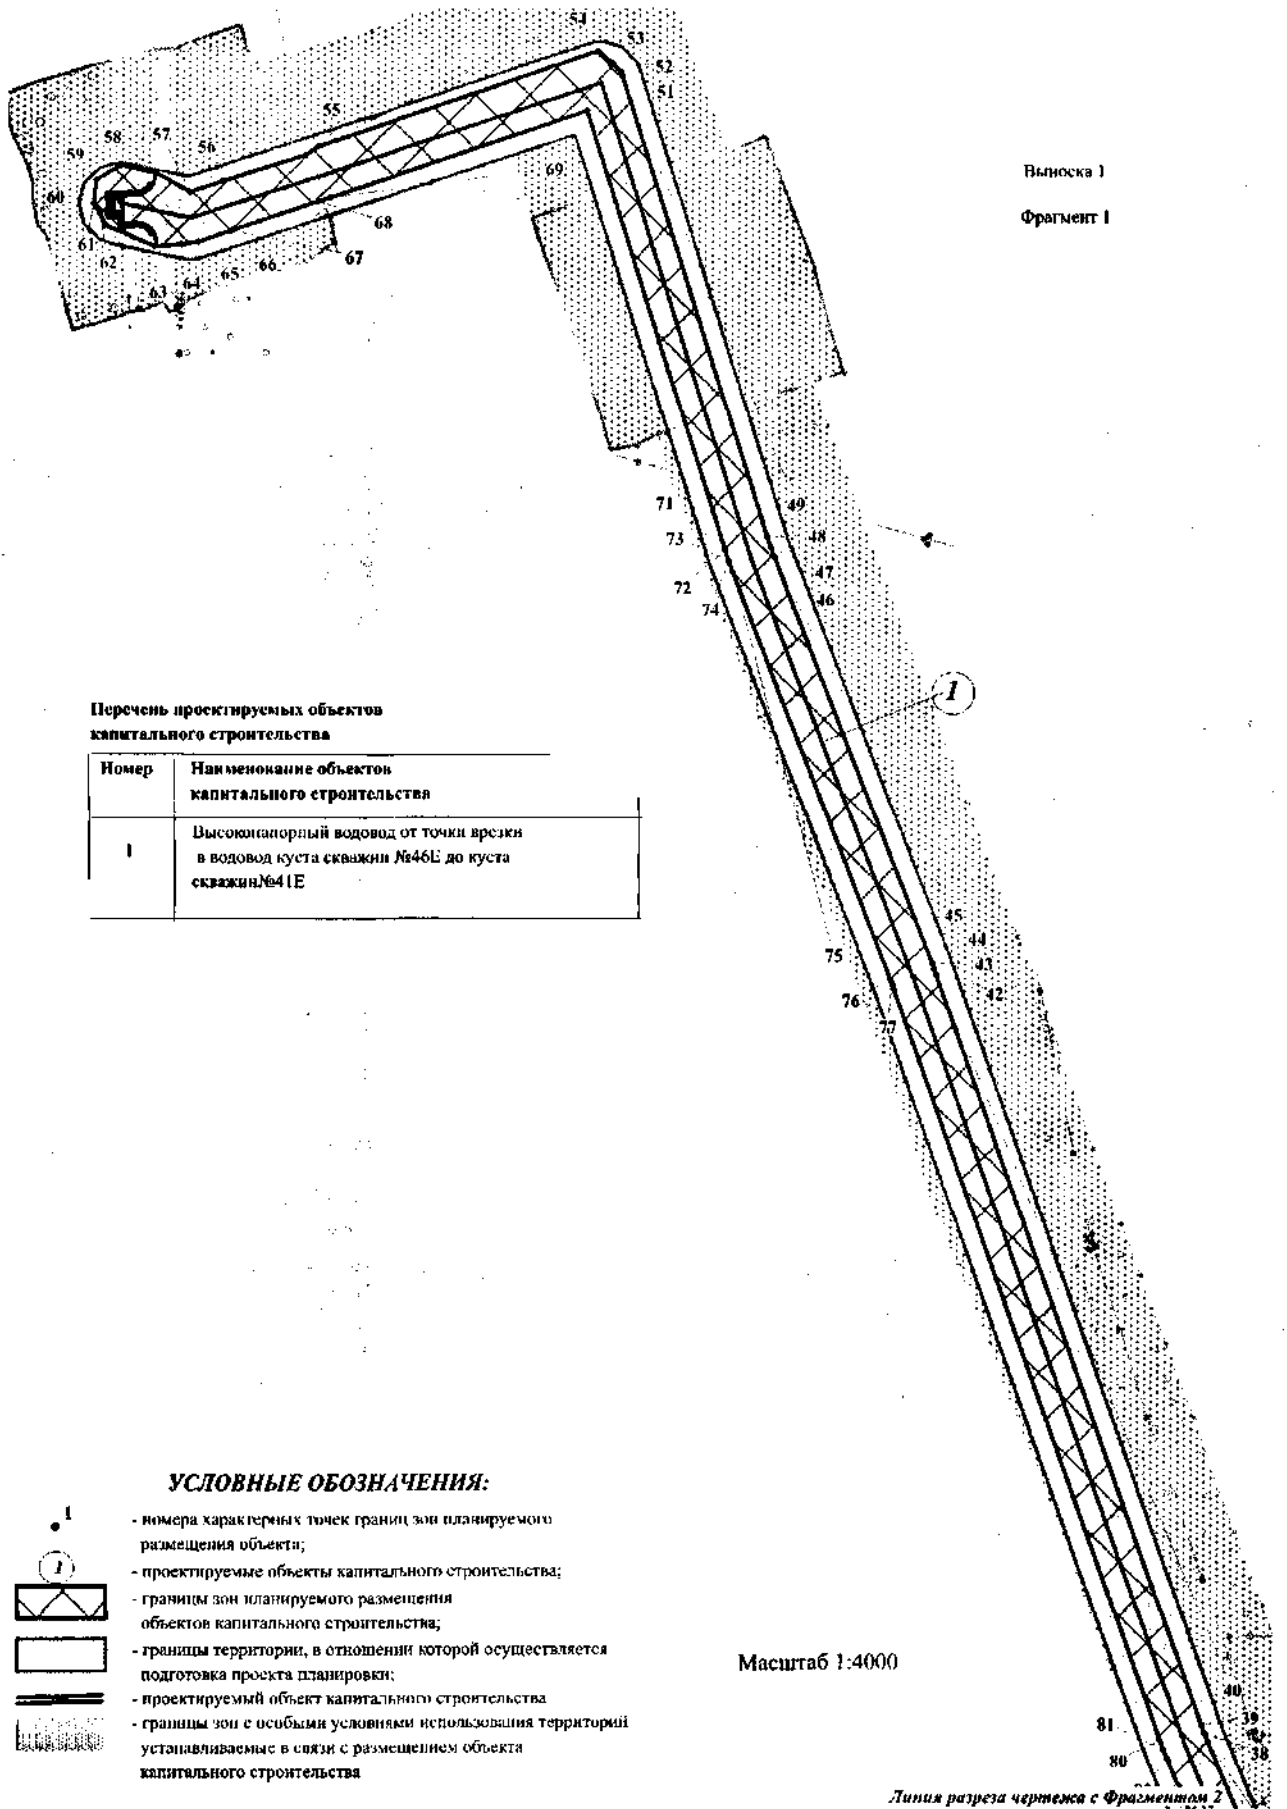 54
53
52
51
55
56
57
58
59
60
61
62
63
64
65
66
67
68
69
Выноска 1
Фрагмент 1
71
73
72
74
49
48
47
46
1
Перечень проектируемых объектов
капитального строительства
Номер
Наименование объектов
капитального строительства
1
Высоконапорный водовод от точки врезки
в водовод куста скважин №46Е до куста
скважин№41Е
45
44
43
42
75
76
77
УСЛОВНЫЕ ОБОЗНАЧЕНИЯ:
1
- номера характерных точек границ зон планируемого
размещения объекта;
1
- проектируемые объекты капитального строительства;
- границы зон планируемого размещения
объектов капитального строительства;
- границы территории, в отношении которой осуществляется
подготовка проекта планировки;
- проектируемый объект капитального строительства
- границы зон с особыми условиями использования территорий
устанавливаемые в связи с размещением объекта
капитального строительства
Масштаб 1:4000
40
39
38
81
80
Линия разреза чертежа с Фрагментом 2